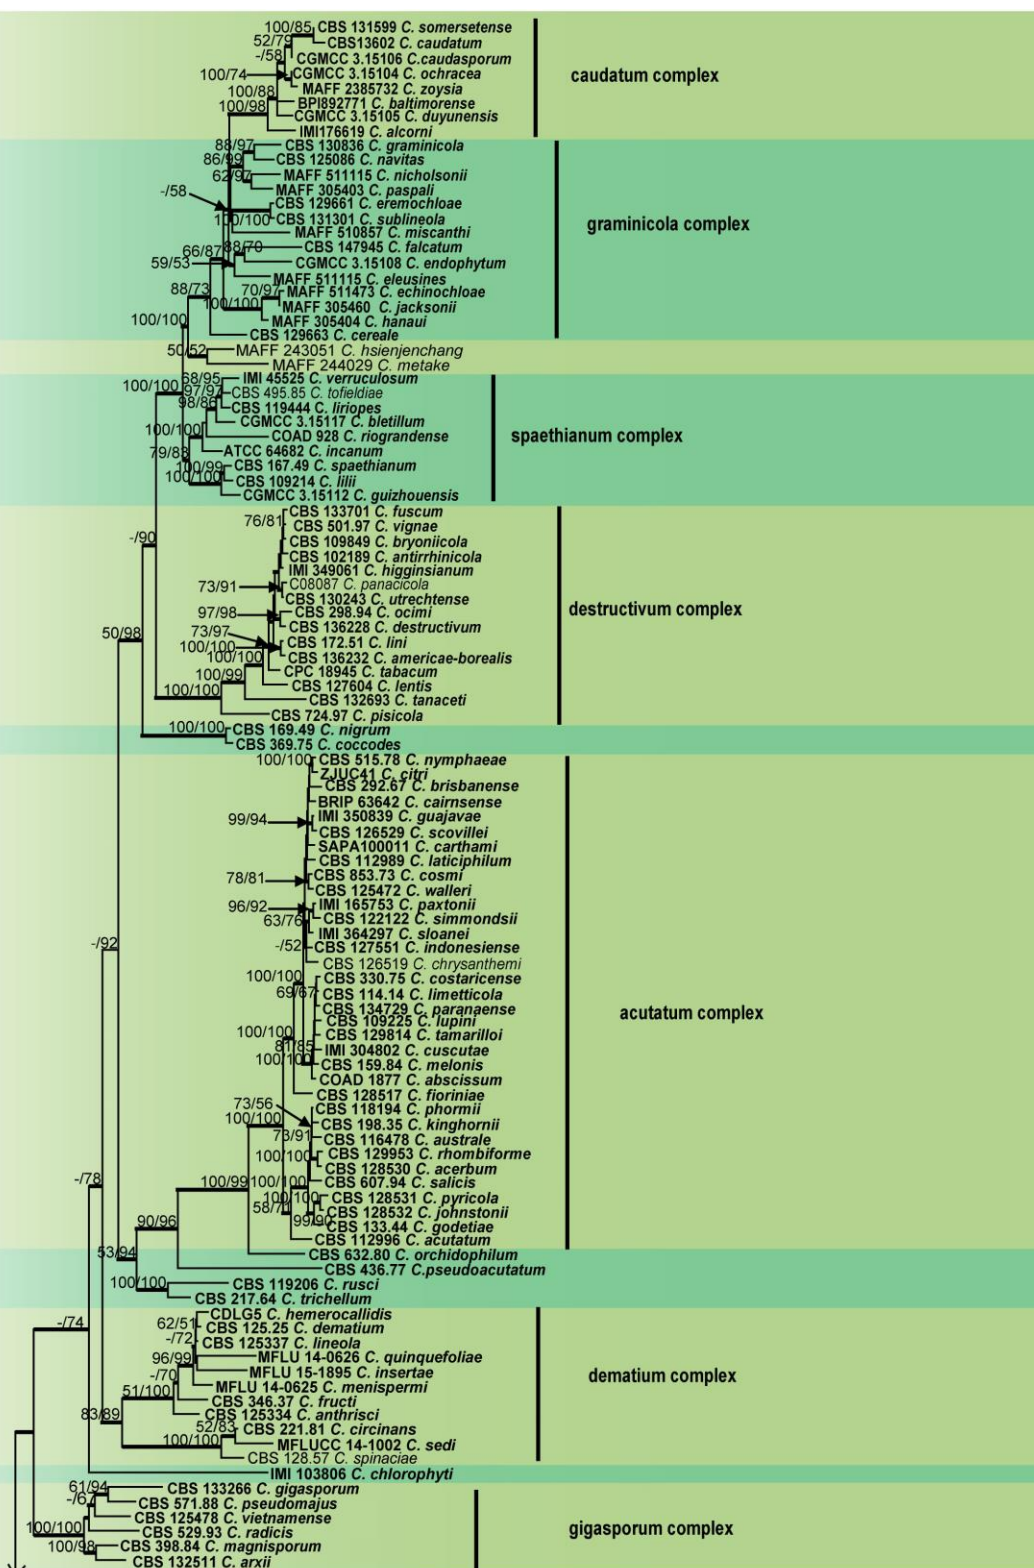 100/85 CBS 131599 C. somersetense
52/79 CBS13602 C. caudatum
-/58 CGMCC 3.15106 C.caudasporum
100/74 CGMCC 3.15104 C. ochracea
caudatum complex
MAFF 2385732 C. zoysia
100/88 BPI892771 C. baltimorense
100/98 CGMCC 3.15105 C. duyunensis
IMI176619 C. alcorni
88/97 CBS 130836 C. graminicola
86/99 CBS 125086 C. navitas
62/97 MAFF 511115 C. nicholsonii
-/58 MAFF 305403 C. paspali
CBS 129661 C. eremochloae
100/100 CBS 131301 C. sublineola
graminicola complex
MAFF 510857 C. miscanthi
66/87 88/70 CBS 147945 C. falcatum
59/53 CGMCC 3.15108 C. endophytum
MAFF 511115 C. eleusines
88/73 70/97 MAFF 511473 C. echinochloae
100/100 MAFF 305460 C. jacksonii
100/100 MAFF 305404 C. hanaui
CBS 129663 C. cereale
50/52 MAFF 243051 C. hsienjenchang
MAFF 244029 C. metake
100/100 68/95 IMI 45525 C. verruculosum
97/97 CBS 495.85 C. tofieldiae
98/86 CBS 119444 C. liriopes
CGMCC 3.15117 C. bletillum
100/100 COAD 928 C. riograndense
spaethianum complex
79/83 ATCC 64682 C. incanum
100/99 CBS 167.49 C. spaethianum
100/100 CBS 109214 C. lilii
CGMCC 3.15112 C. guizhouensis
CBS 133701 C. fuscum
76/81 CBS 501.97 C. vignae
-/90 CBS 109849 C. bryoniicola
CBS 102189 C. antirrhinicola
IMI 349061 C. higginsianum
73/91 C08087 C. panacicola
CBS 130243 C. utrechtense
97/98 CBS 298.94 C. ocimi
destructivum complex
CBS 136228 C. destructivum
50/98 73/97 CBS 172.51 C. lini
100/100 CBS 136232 C. americae-borealis
100/100 CPC 18945 C. tabacum
100/99 CBS 127604 C. lentis
100/100 CBS 132693 C. tanaceti
CBS 724.97 C. pisicola
100/100 CBS 169.49 C. nigrum
CBS 369.75 C. coccodes
100/100 CBS 515.78 C. nymphaeae
ZJUC41 C. citri
CBS 292.67 C. brisbanense
BRIP 63642 C. cairnsense
99/94 IMI 350839 C. guajavae
CBS 126529 C. scovillei
SAPA100011 C. carthami
CBS 112989 C. laticiphilum
78/81 CBS 853.73 C. cosmi
CBS 125472 C. walleri
96/92 IMI 165753 C. paxtonii
63/76 CBS 122122 C. simmondsii
IMI 364297 C. sloanei
-/92 -/52 CBS 127551 C. indonesiense
CBS 126519 C. chrysanthemi
100/100 CBS 330.75 C. costaricense
69/67 CBS 114.14 C. limetticola
CBS 134729 C. paranaense
acutatum complex
CBS 109225 C. lupini
100/100 CBS 129814 C. tamarilloi
81/85 IMI 304802 C. cuscutae
100/100 CBS 159.84 C. melonis
COAD 1877 C. abscissum
CBS 128517 C. fioriniae
73/56 CBS 118194 C. phormii
100/100 CBS 198.35 C. kinghornii
73/91 CBS 116478 C. australe
CBS 129953 C. rhombiforme
100/100 CBS 128530 C. acerbum
-/78 100/99 100/100 CBS 607.94 C. salicis
100/100 CBS 128531 C. pyricola
58/71 CBS 128532 C. johnstonii
90/96 99/90 CBS 133.44 C. godetiae
CBS 112996 C. acutatum
53/94 CBS 632.80 C. orchidophilum
CBS 436.77 C.pseudoacutatum
100/100 CBS 119206 C. rusci
CBS 217.64 C. trichellum
CDLG5 C. hemerocallidis
-/74 62/51 CBS 125.25 C. dematium
-/72 CBS 125337 C. lineola
96/99 MFLU 14-0626 C. quinquefoliae
-/70 MFLU 15-1895 C. insertae
dematium complex
51/100 MFLU 14-0625 C. menispermi
CBS 346.37 C. fructi
83/89 CBS 125334 C. anthrisci
52/83 CBS 221.81 C. circinans
100/100 MFLUCC 14-1002 C. sedi
CBS 128.57 C. spinaciae
IMI 103806 C. chlorophyti
61/94 CBS 133266 C. gigasporum
CBS 571.88 C. pseudomajus
CBS 125478 C. vietnamense
100/100 CBS 529.93 C. radicis
gigasporum complex
100/98 CBS 398.84 C. magnisporum
CBS 132511 C. arxii